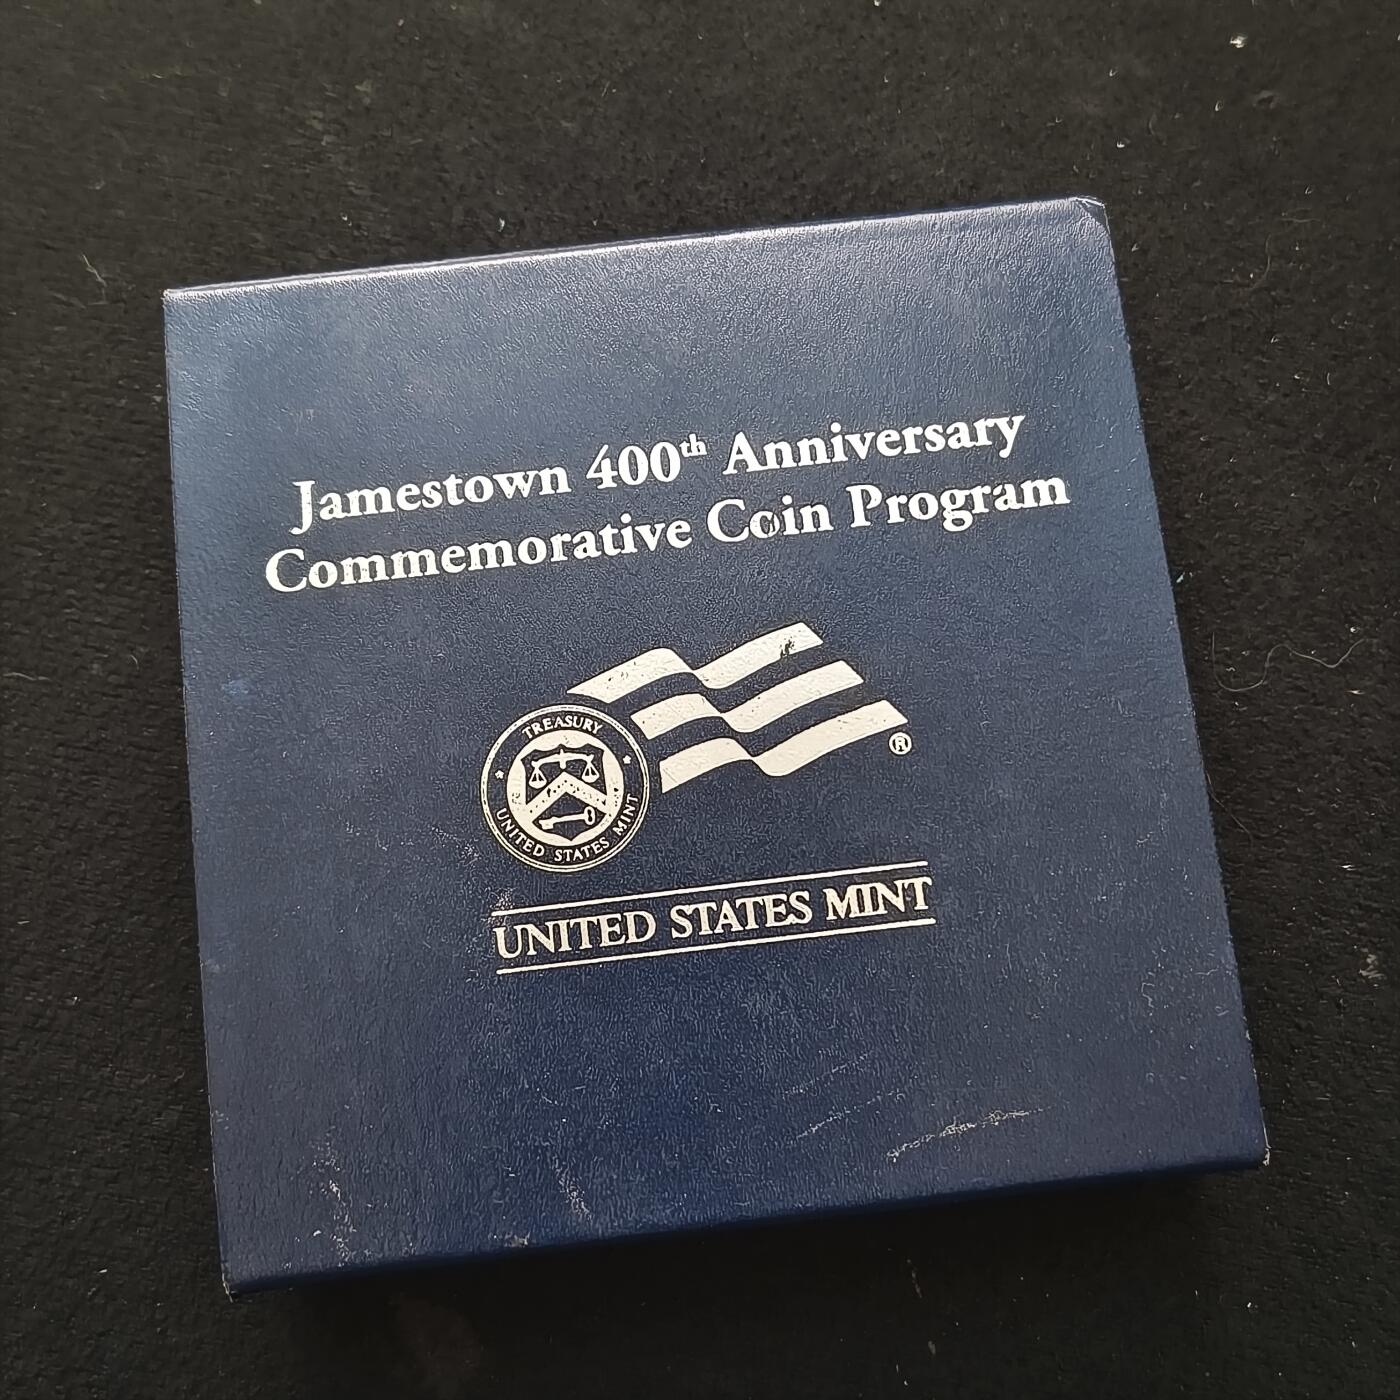 Jamestown 400th Anniversary
Commemorative Coin Program
TREASURY
UNITED STATES MINT
®
UNITED STATES MINT